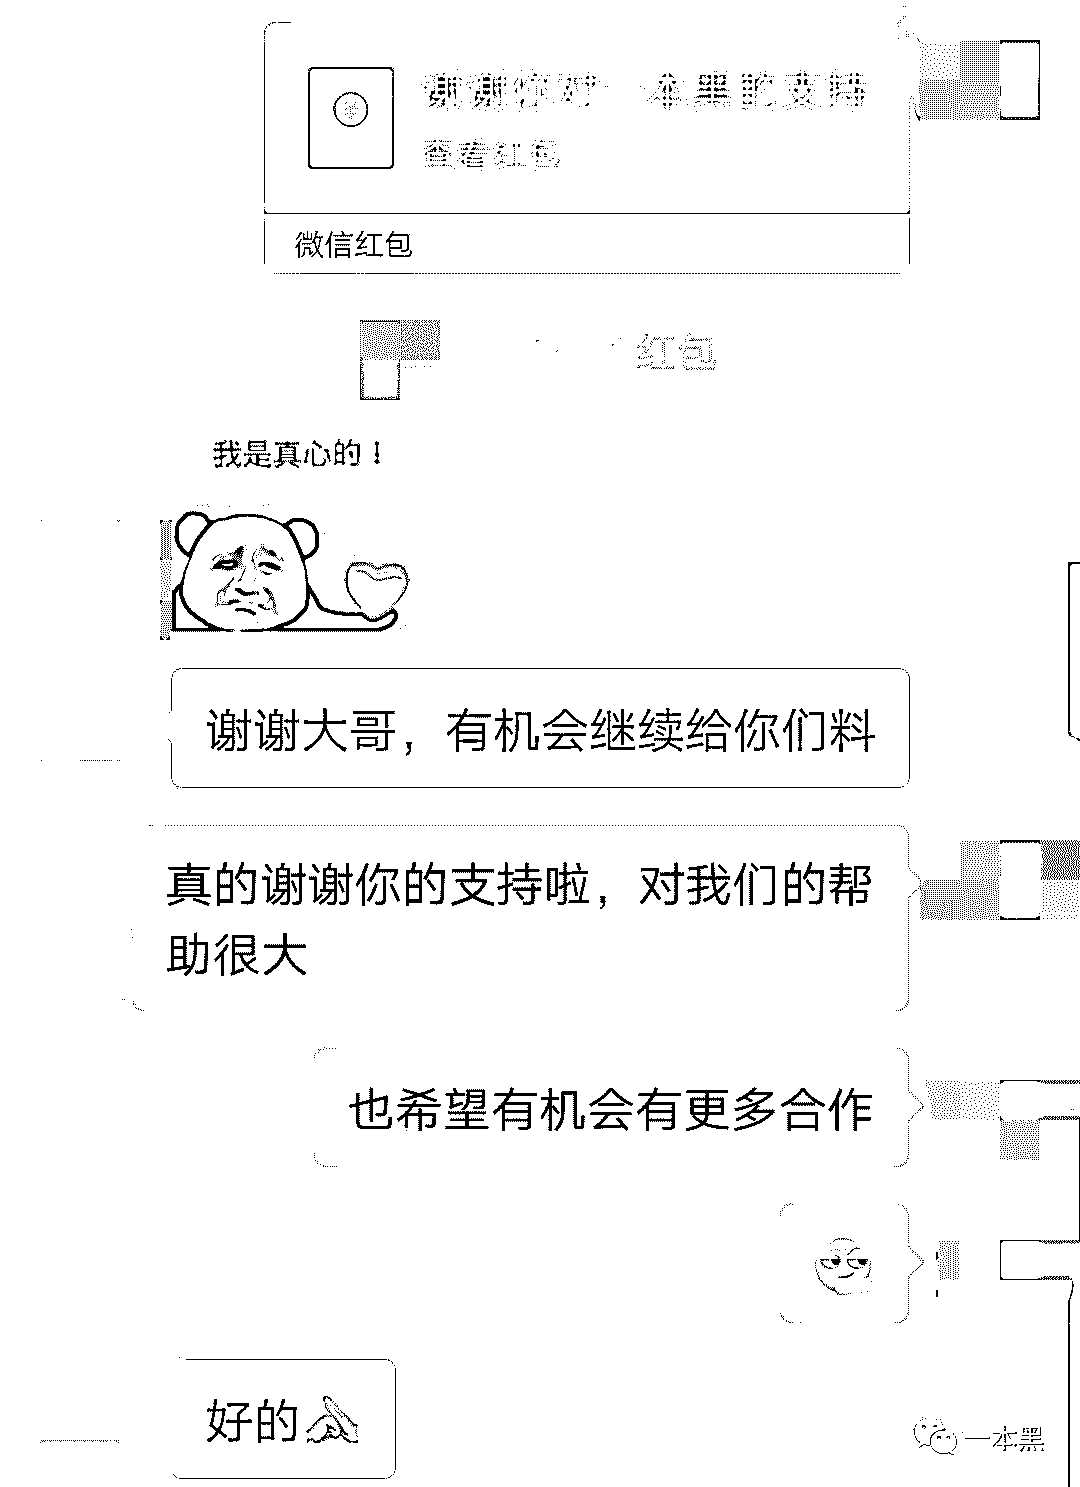 谢谢你对一本黑的支持
查看红包
微信红包
红包
我是真心的！
谢谢大哥，有机会继续给你们料
真的谢谢你的支持啦，对我们的帮
助很大
也希望有机会有更多合作
好的
一本黑